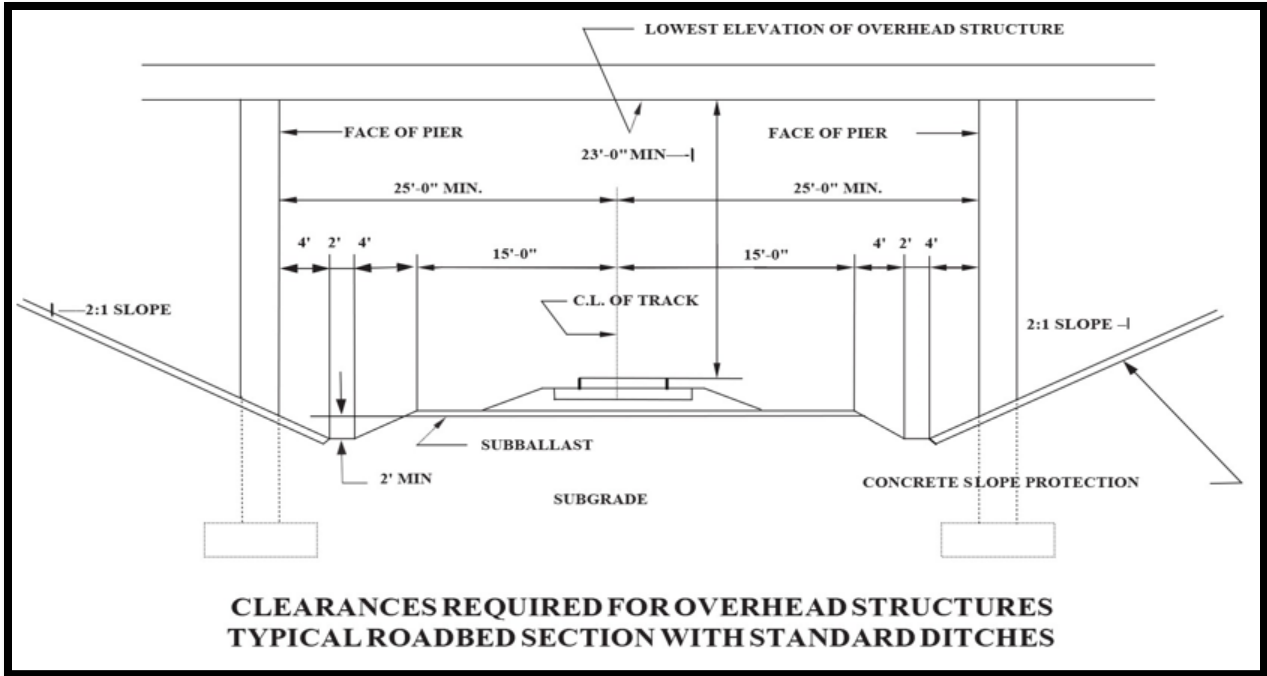 LOWEST ELEVATION OF OVERHEAD STRUCTURE
FACE OF PIER
FACE OF PIER
23'-0" MIN
25'-0" MIN.
25'-0" MIN.
4' 2' 4'
15'-0"
15'-0"
4' 2' 4'
C.L. OF TRACK
2:1 SLOPE
2:1 SLOPE
SUBBALLAST
2' MIN
CONCRETE SLOPE PROTECTION
SUBGRADE
CLEARANCES REQUIRED FOR OVERHEAD STRUCTURES
TYPICAL ROADBED SECTION WITH STANDARD DITCHES